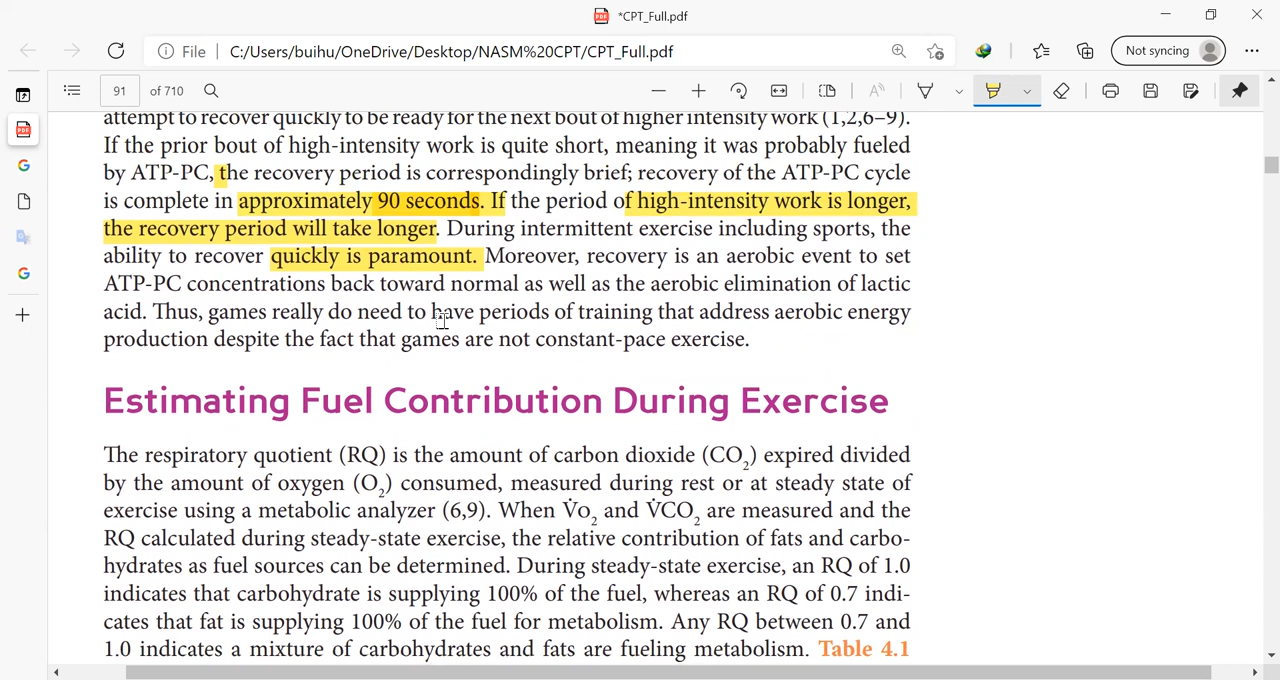 *CPT_Full.pdf
File C:/Users/buihu/OneDrive/Desktop/NASM%20CPT/CPT_Full.pdf Not syncing
91 of 710
attempt to recover quickly to be ready for the next bout of higher intensity work (1,2,6–9).
If the prior bout of high-intensity work is quite short, meaning it was probably fueled
by ATP-PC, the recovery period is correspondingly brief; recovery of the ATP-PC cycle
is complete in approximately 90 seconds. If the period of high-intensity work is longer,
the recovery period will take longer. During intermittent exercise including sports, the
ability to recover quickly is paramount. Moreover, recovery is an aerobic event to set
ATP-PC concentrations back toward normal as well as the aerobic elimination of lactic
acid. Thus, games really do need to have periods of training that address aerobic energy
production despite the fact that games are not constant-pace exercise.
Estimating Fuel Contribution During Exercise
The respiratory quotient (RQ) is the amount of carbon dioxide (CO₂) expired divided
by the amount of oxygen (O₂) consumed, measured during rest or at steady state of
exercise using a metabolic analyzer (6,9). When V̇o₂ and V̇CO₂ are measured and the
RQ calculated during steady-state exercise, the relative contribution of fats and carbo-
hydrates as fuel sources can be determined. During steady-state exercise, an RQ of 1.0
indicates that carbohydrate is supplying 100% of the fuel, whereas an RQ of 0.7 indi-
cates that fat is supplying 100% of the fuel for metabolism. Any RQ between 0.7 and
1.0 indicates a mixture of carbohydrates and fats are fueling metabolism. Table 4.1